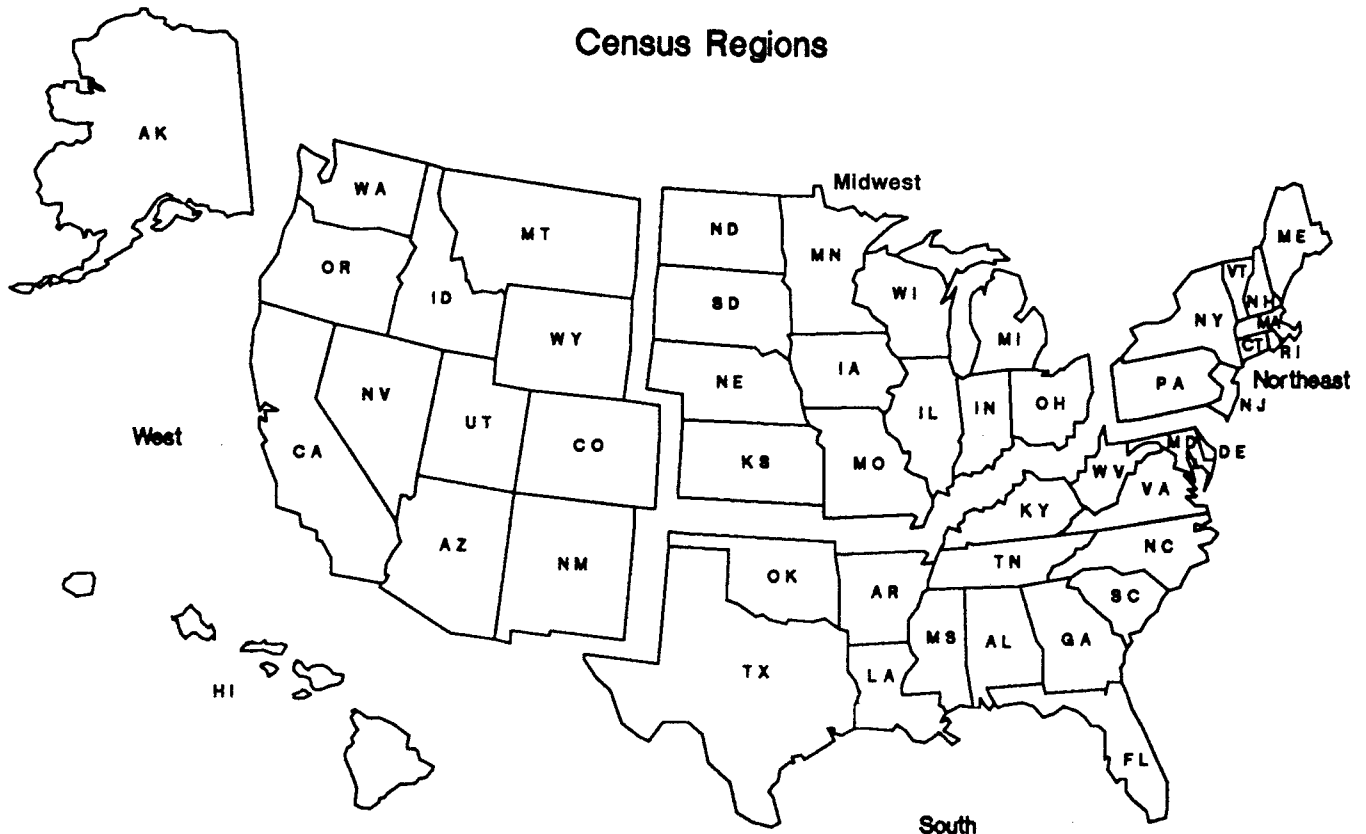 Census Regions
AK
WA
Midwest
MT
ND
ME
MN
OR
VT
WI
ID
SD
NH
NY
MA
WY
MI
CT
RI
IA
NE
PA
Northeast
NV
IL
IN
OH
NJ
UT
West
CO
MD
DE
CA
KS
MO
WV
VA
KY
AZ
NC
TN
NM
OK
AR
SC
MS
AL
GA
TX
LA
HI
FL
South